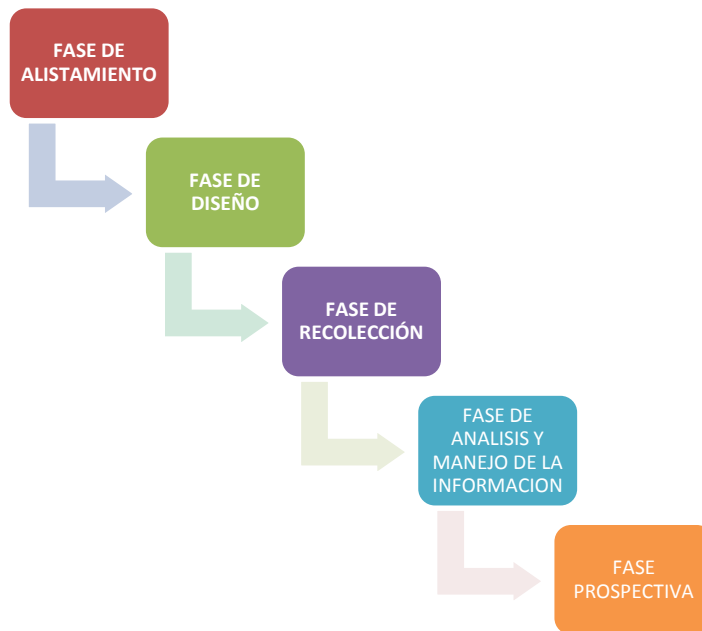 FASE DE
ALISTAMIENTO
FASE DE
DISEÑO
FASE DE
RECOLECCIÓN
FASE DE
ANALISIS Y
MANEJO DE LA
INFORMACION
FASE
PROSPECTIVA